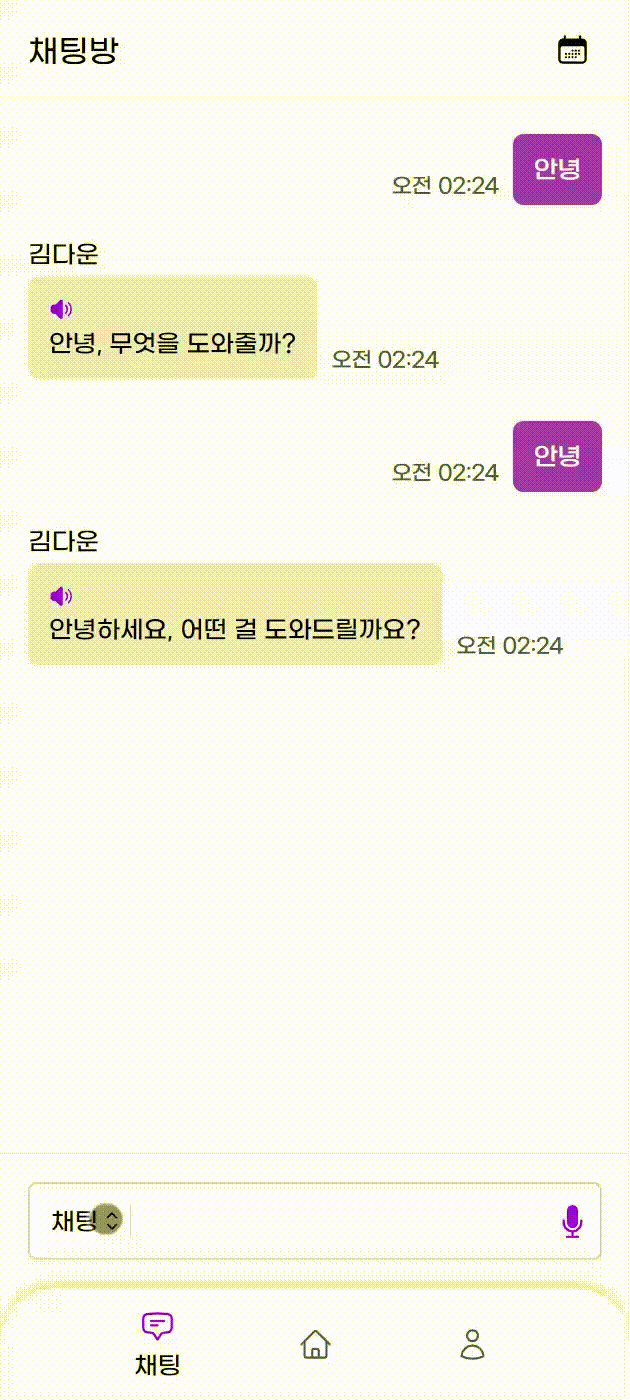 채팅방
오전 02:24
안녕
김다운
안녕, 무엇을 도와줄까?
오전 02:24
오전 02:24
안녕
김다운
안녕하세요, 어떤 걸 도와드릴까요?
오전 02:24
채팅
채팅